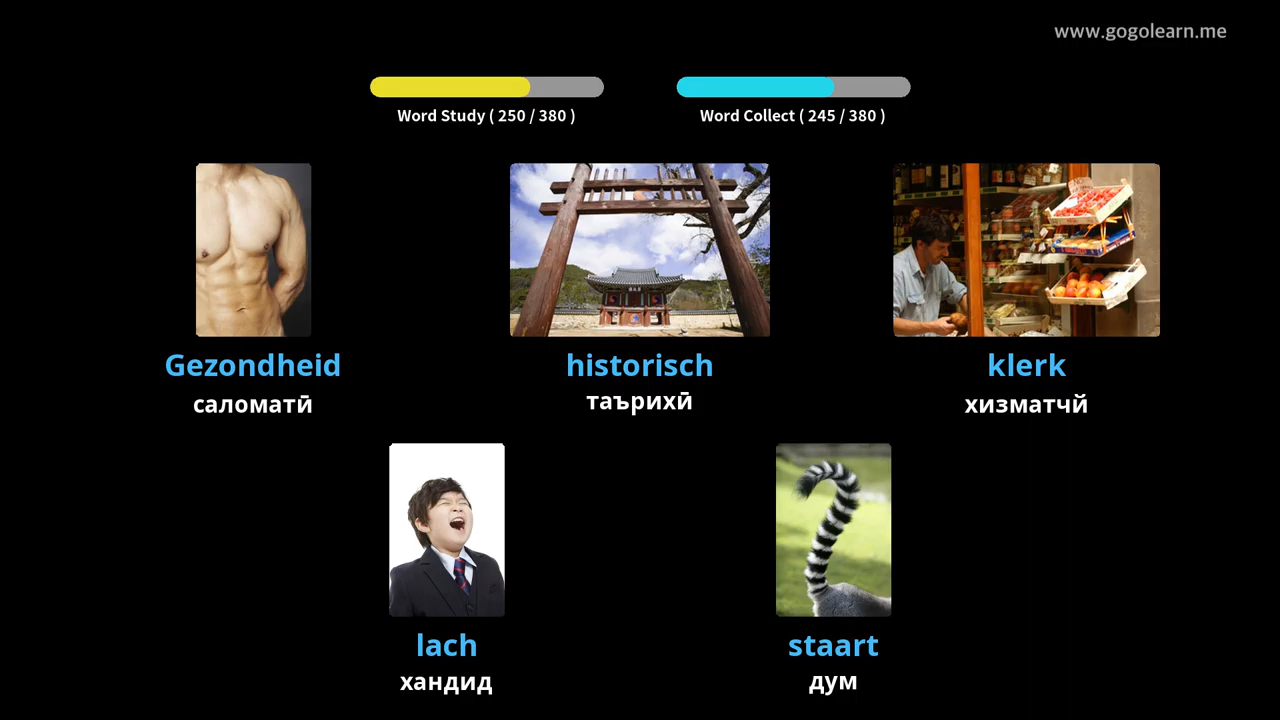 www.gogolearn.me
Word Study ( 250 / 380 )
Word Collect ( 245 / 380 )
Gezondheid
саломатӣ
historisch
таърихӣ
klerk
хизматчӣ
lach
хандид
staart
дум